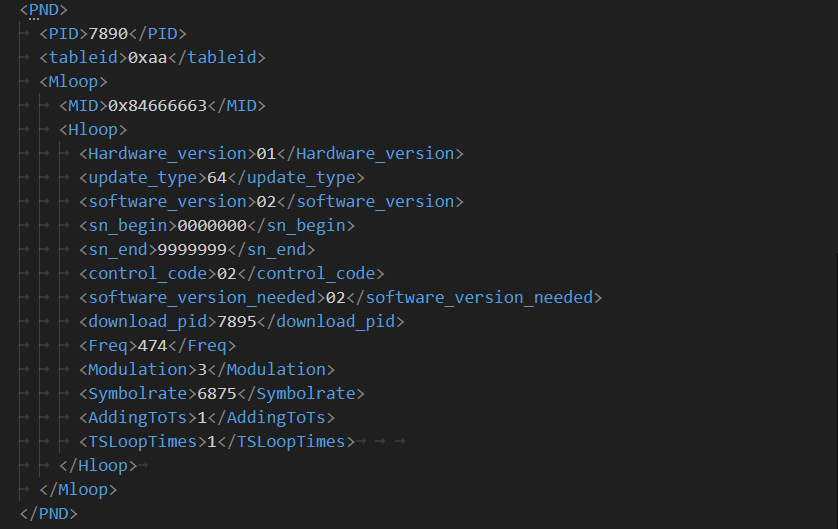 <PND>
<PID>7890</PID>
<tableid>0xaa</tableid>
<Mloop>
<MID>0x84666663</MID>
<Hloop>
<Hardware_version>01</Hardware_version>
<update_type>64</update_type>
<software_version>02</software_version>
<sn_begin>0000000</sn_begin>
<sn_end>9999999</sn_end>
<control_code>02</control_code>
<software_version_needed>02</software_version_needed>
<download_pid>7895</download_pid>
<Freq>474</Freq>
<Modulation>3</Modulation>
<Symbolrate>6875</Symbolrate>
<AddingToTs>1</AddingToTs>
<TSLoopTimes>1</TSLoopTimes>
</Hloop>
</Mloop>
</PND>